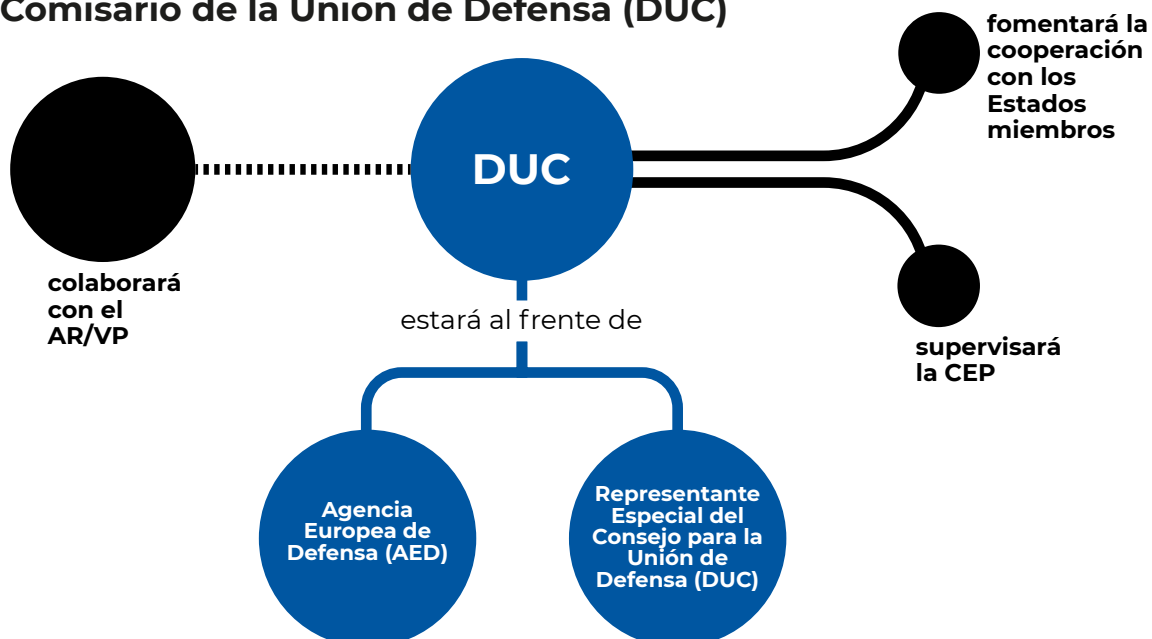 Comisario de la Unión de Defensa (DUC)
fomentará la
cooperación
con los
Estados
miembros
DUC
colaborará
con el
AR/VP
estará al frente de
supervisará
la CEP
Agencia
Europea de
Defensa (AED)
Representante
Especial del
Consejo para la
Unión de
Defensa (DUC)